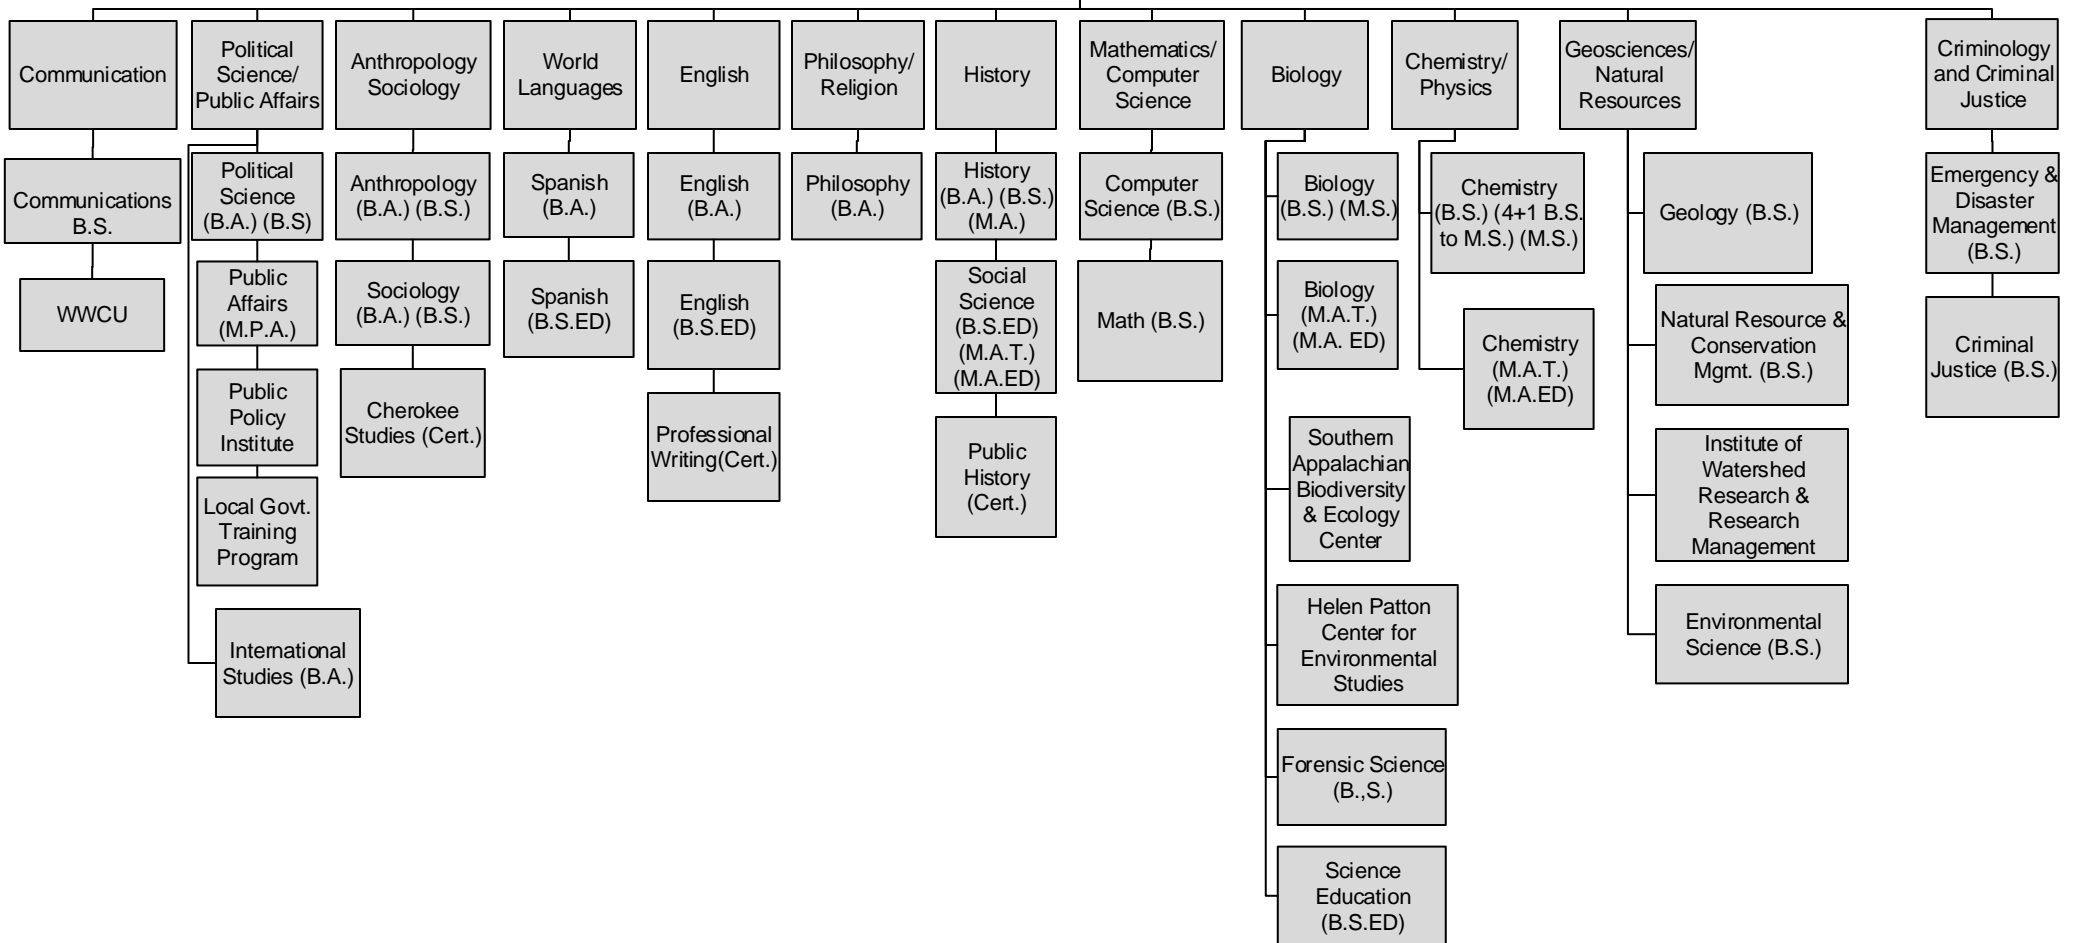 Communication
Political
Science/
Public Affairs
Anthropology
Sociology
World
Languages
English
Philosophy/
Religion
History
Mathematics/
Computer
Science
Biology
Chemistry/
Physics
Geosciences/
Natural
Resources
Criminology
and Criminal
Justice
Communications
B.S.
WWCU
Political
Science
(B.A.) (B.S)
Public
Affairs
(M.P.A.)
Public
Policy
Institute
Local Govt.
Training
Program
International
Studies (B.A.)
Anthropology
(B.A.) (B.S.)
Sociology
(B.A.) (B.S.)
Cherokee
Studies (Cert.)
Spanish
(B.A.)
Spanish
(B.S.ED)
English
(B.A.)
English
(B.S.ED)
Professional
Writing(Cert.)
Philosophy
(B.A.)
History
(B.A.) (B.S.)
(M.A.)
Social
Science
(B.S.ED)
(M.A.T.)
(M.A.ED)
Public
History
(Cert.)
Computer
Science (B.S.)
Math (B.S.)
Biology
(B.S.) (M.S.)
Biology
(M.A.T.)
(M.A. ED)
Southern
Appalachian
Biodiversity
& Ecology
Center
Helen Patton
Center for
Environmental
Studies
Forensic Science
(B.,S.)
Science
Education
(B.S.ED)
Chemistry
(B.S.) (4+1 B.S.
to M.S.) (M.S.)
Chemistry
(M.A.T.)
(M.A.ED)
Geology (B.S.)
Natural Resource &
Conservation
Mgmt. (B.S.)
Institute of
Watershed
Research &
Research
Management
Environmental
Science (B.S.)
Emergency &
Disaster
Management
(B.S.)
Criminal
Justice (B.S.)